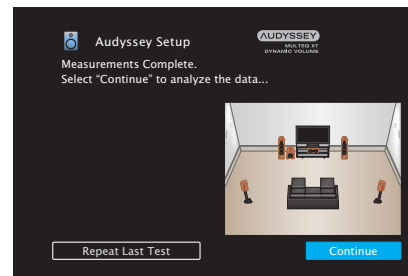 Audyssey Setup
AUDYSSEY
MULTEQ XT
DYNAMIC VOLUME
Measurements Complete.
Select “Continue” to analyze the data...
Repeat Last Test
Continue